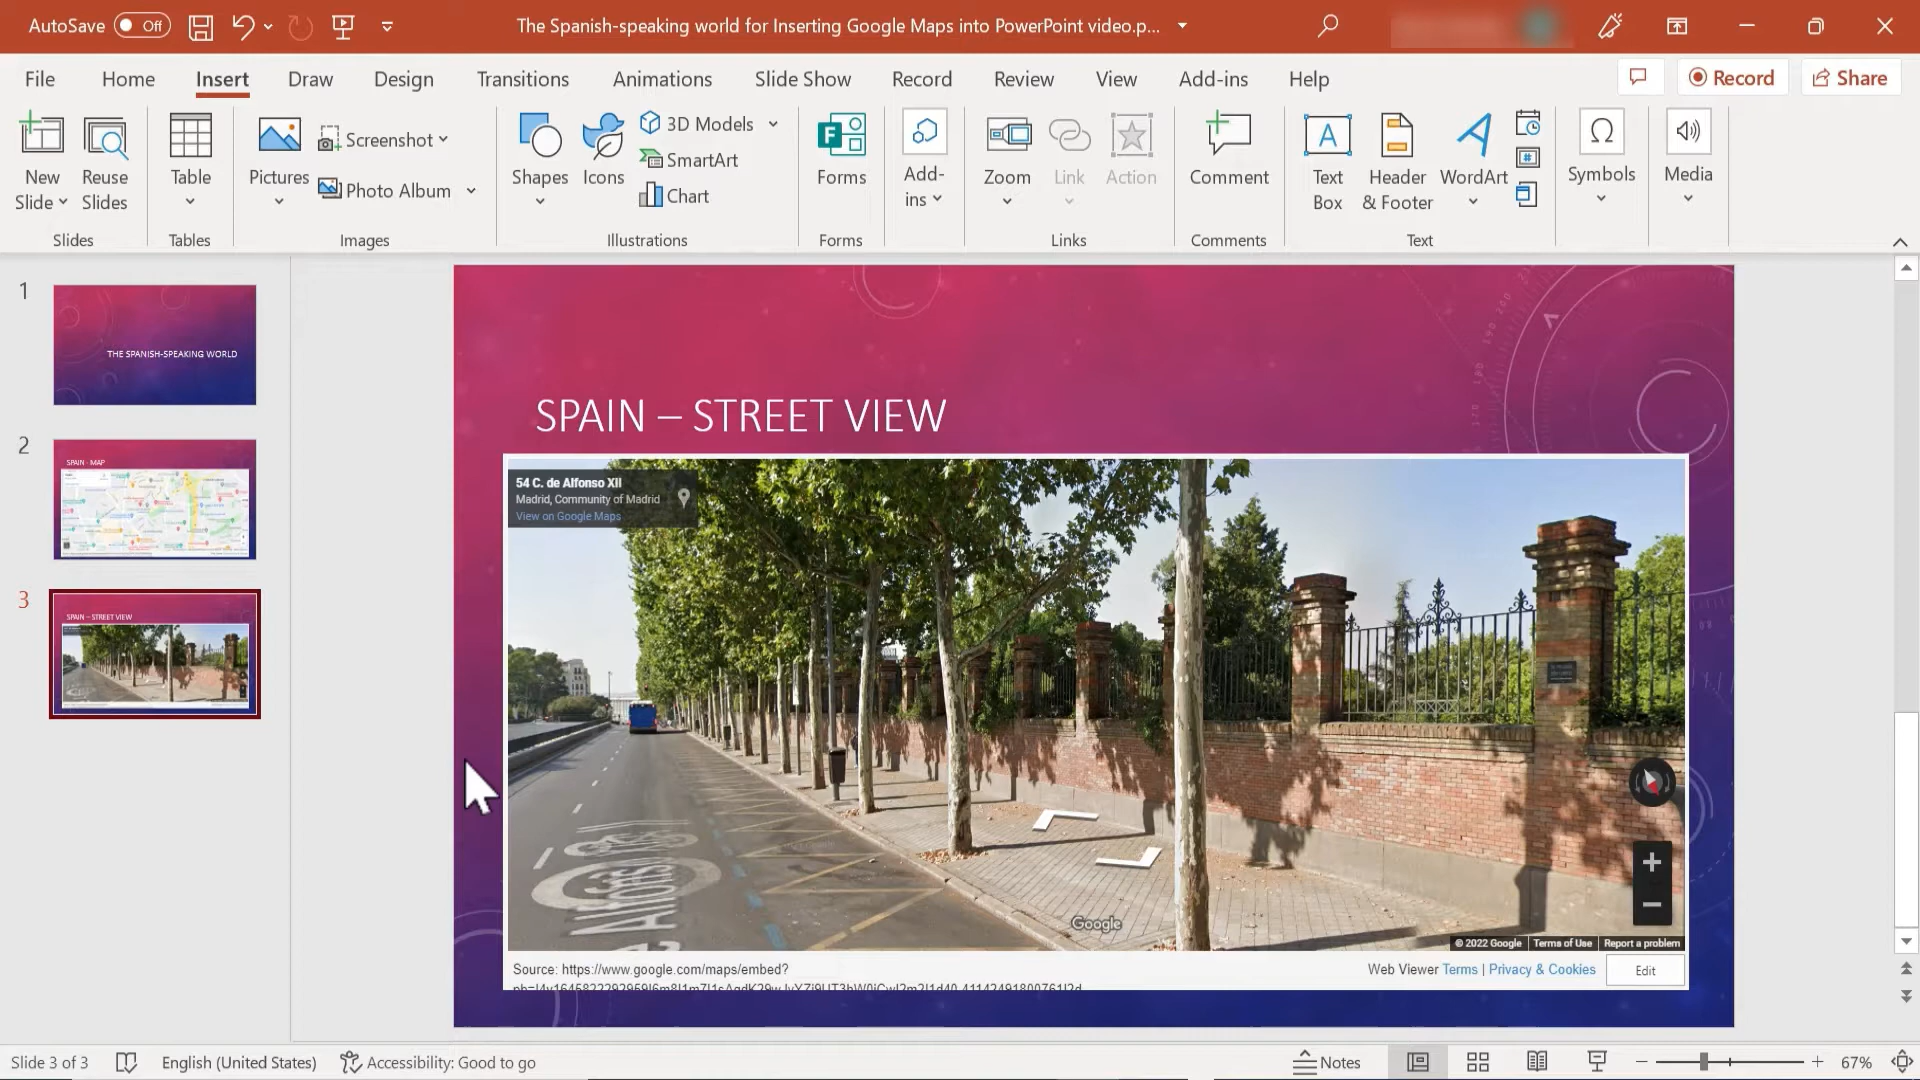 AutoSave Off
The Spanish-speaking world for Inserting Google Maps into PowerPoint video.p...
File Home Insert Draw Design Transitions Animations Slide Show Record Review View Add-ins Help Record Share
New Slide
Reuse Slides
Slides
Table
Tables
Pictures
Screenshot
Photo Album
Images
Shapes
Icons
3D Models
SmartArt
Chart
Illustrations
Forms
Forms
Add-ins
Zoom
Link
Action
Links
Comment
Comments
Text Box
Header & Footer
WordArt
Text
Symbols
Media
1
THE SPANISH-SPEAKING WORLD
2
SPAIN - MAP
3
SPAIN – STREET VIEW
SPAIN – STREET VIEW
54 C. de Alfonso XII
Madrid, Community of Madrid
View on Google Maps
Alfonso
Google
© 2022 Google Terms of Use Report a problem
Source: https://www.google.com/maps/embed?
Web Viewer Terms | Privacy & Cookies Edit
Slide 3 of 3 English (United States) Accessibility: Good to go Notes 67%